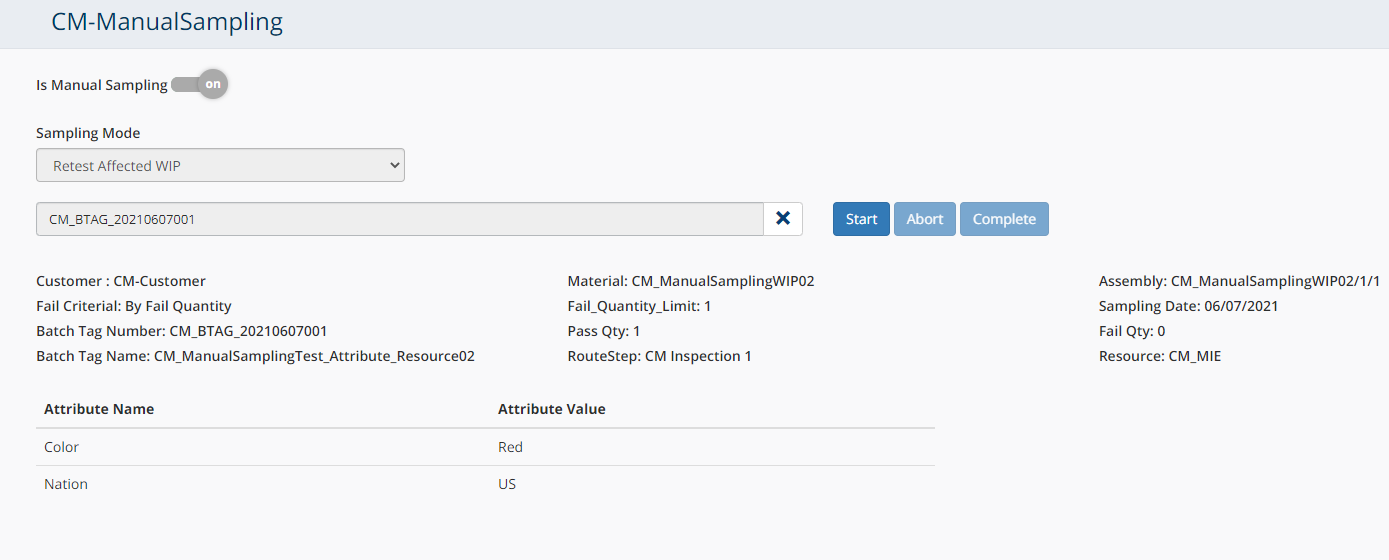 CM-ManualSampling
Is Manual Sampling on
Sampling Mode
Retest Affected WIP
CM_BTAG_20210607001 Start Abort Complete
Customer : CM-Customer Material: CM_ManualSamplingWIP02 Assembly: CM_ManualSamplingWIP02/1/1
Fail Criterial: By Fail Quantity Fail_Quantity_Limit: 1 Sampling Date: 06/07/2021
Batch Tag Number: CM_BTAG_20210607001 Pass Qty: 1 Fail Qty: 0
Batch Tag Name: CM_ManualSamplingTest_Attribute_Resource02 RouteStep: CM Inspection 1 Resource: CM_MIE
Attribute Name Attribute Value
Color Red
Nation US